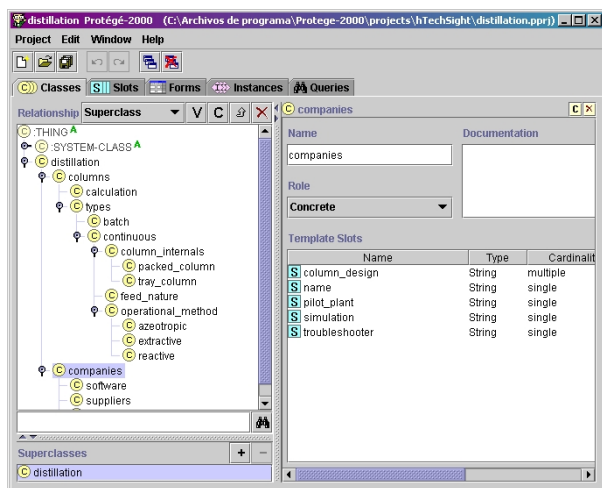 distillation Protégé-2000 (C:\Archivos de programa\Protege-2000\projects\hTechSight\distillation.pprj)
Project Edit Window Help
C Classes S Slots Forms Instances Queries
Relationship Superclass V C
C :THING A
C :SYSTEM-CLASS A
C distillation
C columns
C calculation
C types
C batch
C continuous
C column_internals
C packed_column
C tray_column
C feed_nature
C operational_method
C azeotropic
C extractive
C reactive
C companies
C software
C suppliers
Superclasses + −
C distillation
C companies C ×
Name Documentation
companies
Role
Concrete
Template Slots
Name Type Cardinalit
S column_design String multiple
S name String single
S pilot_plant String single
S simulation String single
S troubleshooter String single